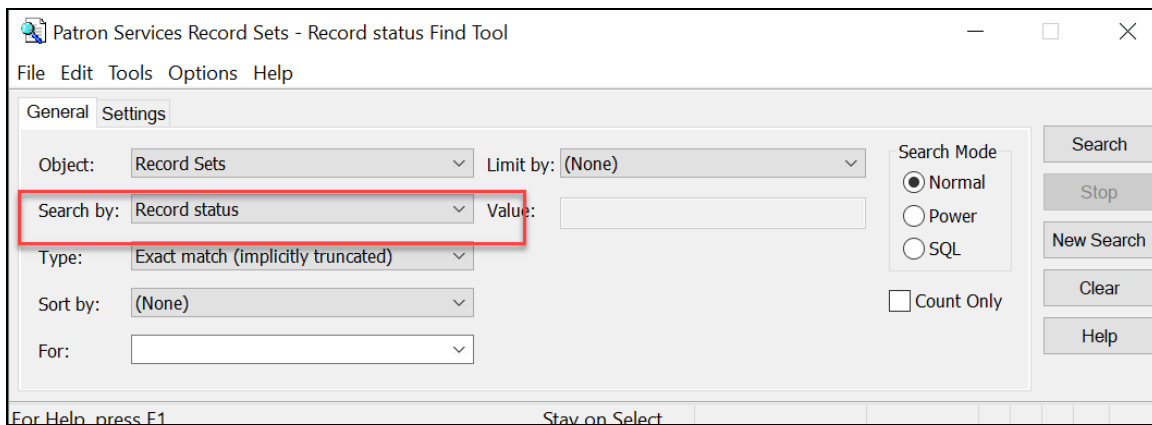 Patron Services Record Sets - Record status Find Tool
File Edit Tools Options Help
General Settings
Object: Record Sets Limit by: (None)
Search by: Record status Value:
Type: Exact match (implicitly truncated)
Sort by: (None)
For:
Search Mode
Normal
Power
SQL
Count Only
Search
Stop
New Search
Clear
Help
For Help, press F1 Stay on Select